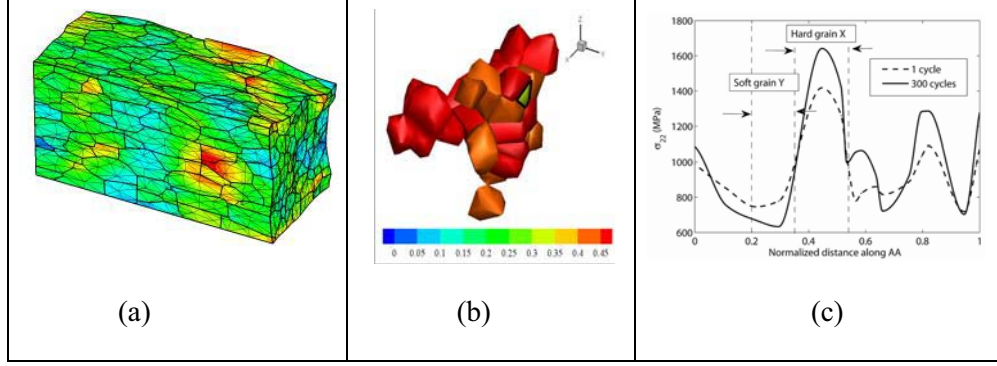 (a)
Z
X
Y
0 0.05 0.1 0.15 0.2 0.25 0.3 0.35 0.4 0.45
(b)
1800
1600
1400
1200
1000
800
600
σ22 (MPa)
Hard grain X
Soft grain Y
1 cycle
300 cycles
0 0.2 0.4 0.6 0.8 1
Normalized distance along AA
(c)